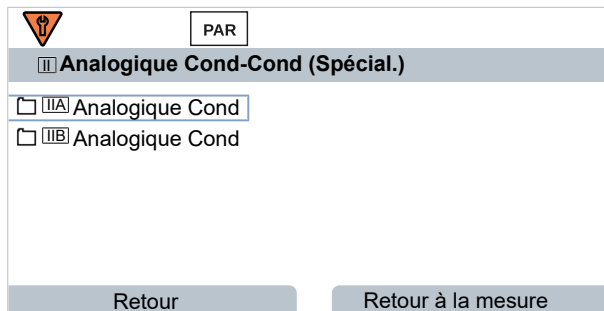 PAR
II Analogique Cond-Cond (Spécial.)
IIA Analogique Cond
IIB Analogique Cond
Retour Retour à la mesure